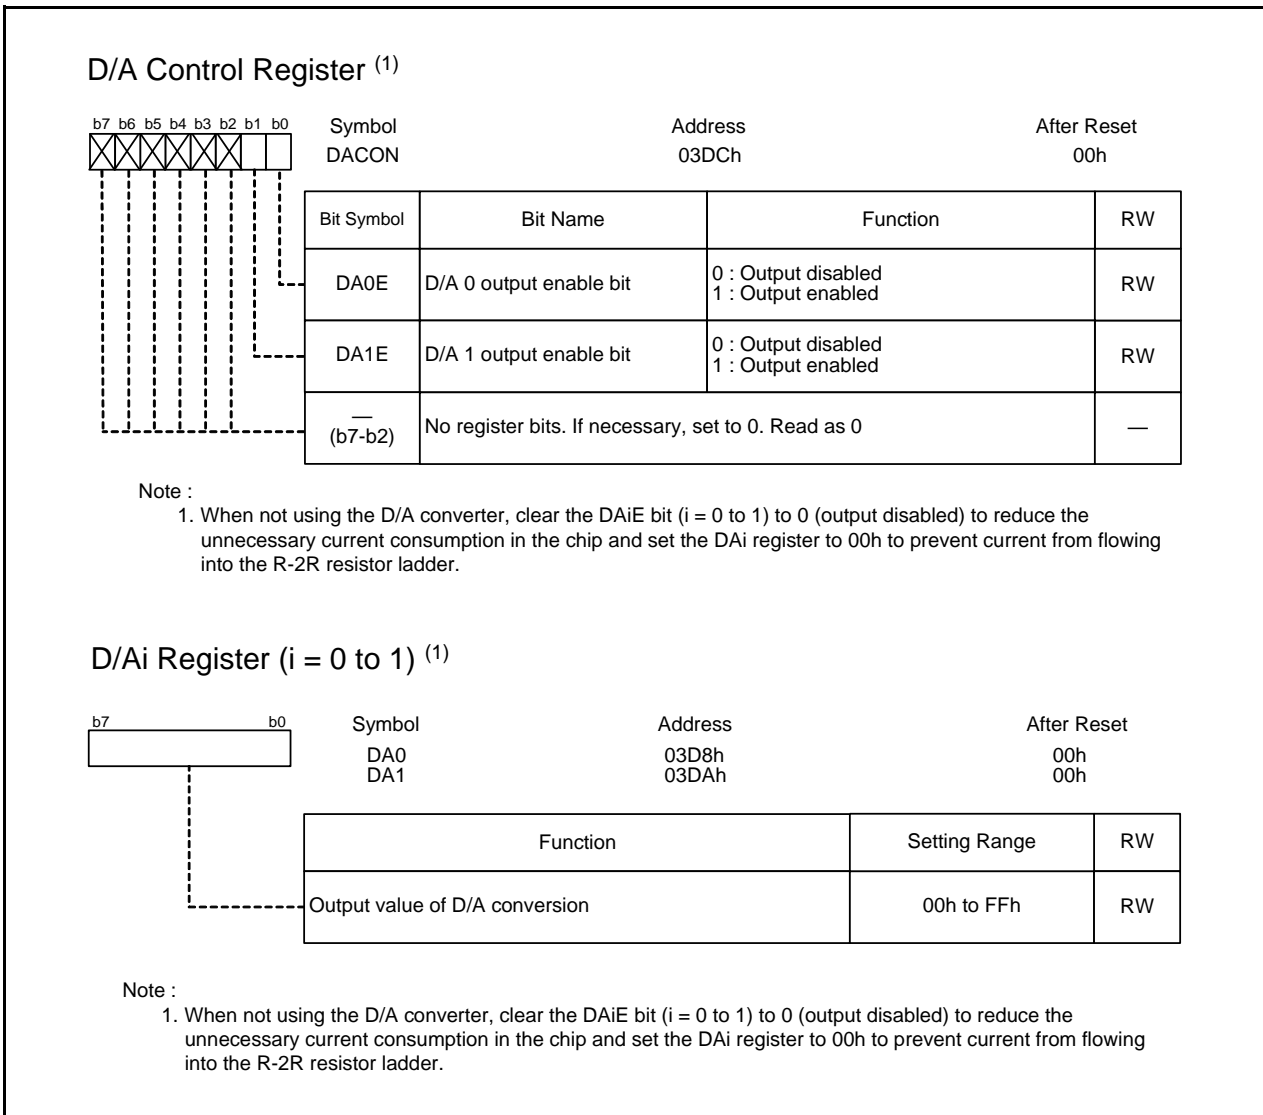 D/A Control Register (1)
b7 b6 b5 b4 b3 b2 b1 b0
Symbol Address After Reset
DACON 03DCh 00h
Bit Symbol Bit Name Function RW
DA0E D/A 0 output enable bit 0 : Output disabled
1 : Output enabled RW
DA1E D/A 1 output enable bit 0 : Output disabled
1 : Output enabled RW
—
(b7-b2) No register bits. If necessary, set to 0. Read as 0 —
Note :
1. When not using the D/A converter, clear the DAiE bit (i = 0 to 1) to 0 (output disabled) to reduce the
unnecessary current consumption in the chip and set the DAi register to 00h to prevent current from flowing
into the R-2R resistor ladder.
D/Ai Register (i = 0 to 1) (1)
b7 b0
Symbol Address After Reset
DA0 03D8h 00h
DA1 03DAh 00h
Function Setting Range RW
Output value of D/A conversion 00h to FFh RW
Note :
1. When not using the D/A converter, clear the DAiE bit (i = 0 to 1) to 0 (output disabled) to reduce the
unnecessary current consumption in the chip and set the DAi register to 00h to prevent current from flowing
into the R-2R resistor ladder.